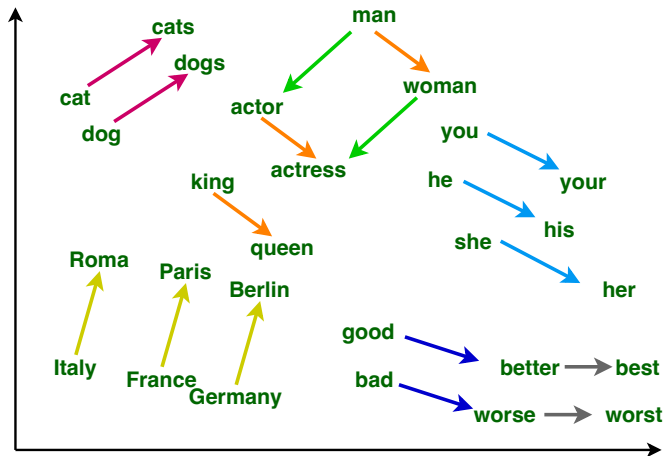 man
cats
dogs
woman
cat
actor
dog
you
actress
he
your
king
his
she
queen
Roma
Paris
Berlin
her
good
Italy
better
best
France
bad
Germany
worse
worst